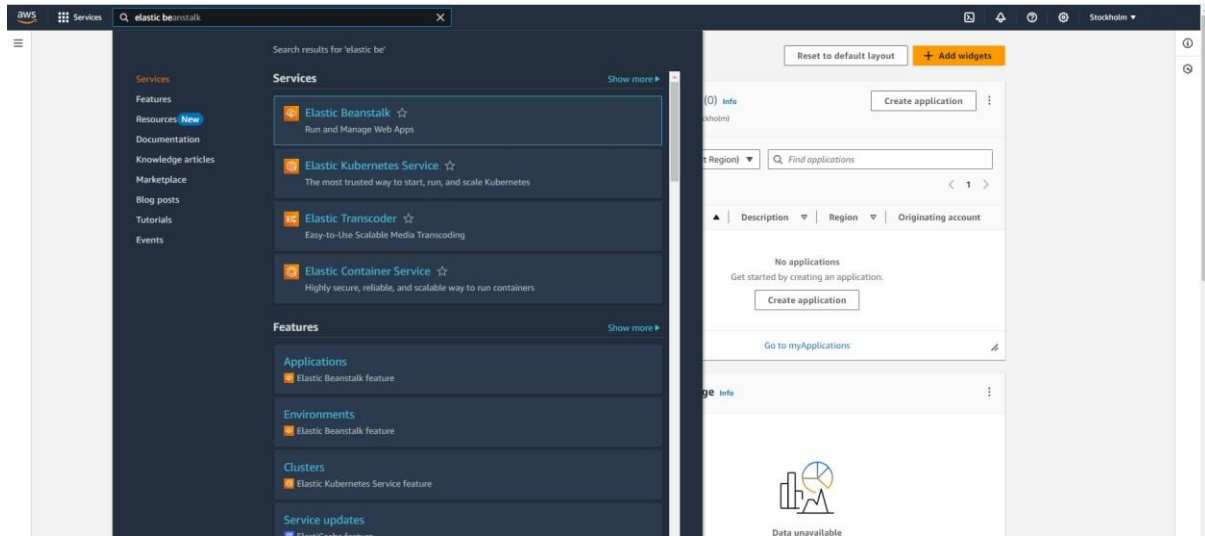 aws
Services
elastic beanstalk
Stockholm
Search results for 'elastic be'
Services
Features
Resources New
Documentation
Knowledge articles
Marketplace
Blog posts
Tutorials
Events
Services
Show more
Elastic Beanstalk
Run and Manage Web Apps
Elastic Kubernetes Service
The most trusted way to start, run, and scale Kubernetes
Elastic Transcoder
Easy-to-Use Scalable Media Transcoding
Elastic Container Service
Highly secure, reliable, and scalable way to run containers
Features
Show more
Applications
Elastic Beanstalk feature
Environments
Elastic Beanstalk feature
Clusters
Elastic Kubernetes Service feature
Service updates
Reset to default layout
+ Add widgets
(0) Info
Create application
ckholm)
t Region)
Find applications
1
Description
Region
Originating account
No applications
Get started by creating an application.
Create application
Go to myApplications
ge Info
Data unavailable